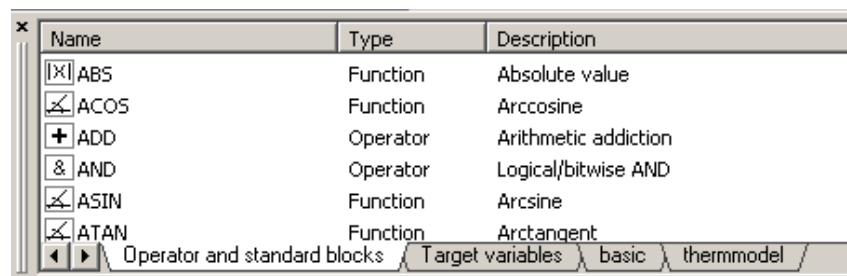 Name Type Description
|X| ABS Function Absolute value
ACOS Function Arccosine
+ ADD Operator Arithmetic addiction
& AND Operator Logical/bitwise AND
ASIN Function Arcsine
ATAN Function Arctangent
Operator and standard blocks Target variables basic thermmodel